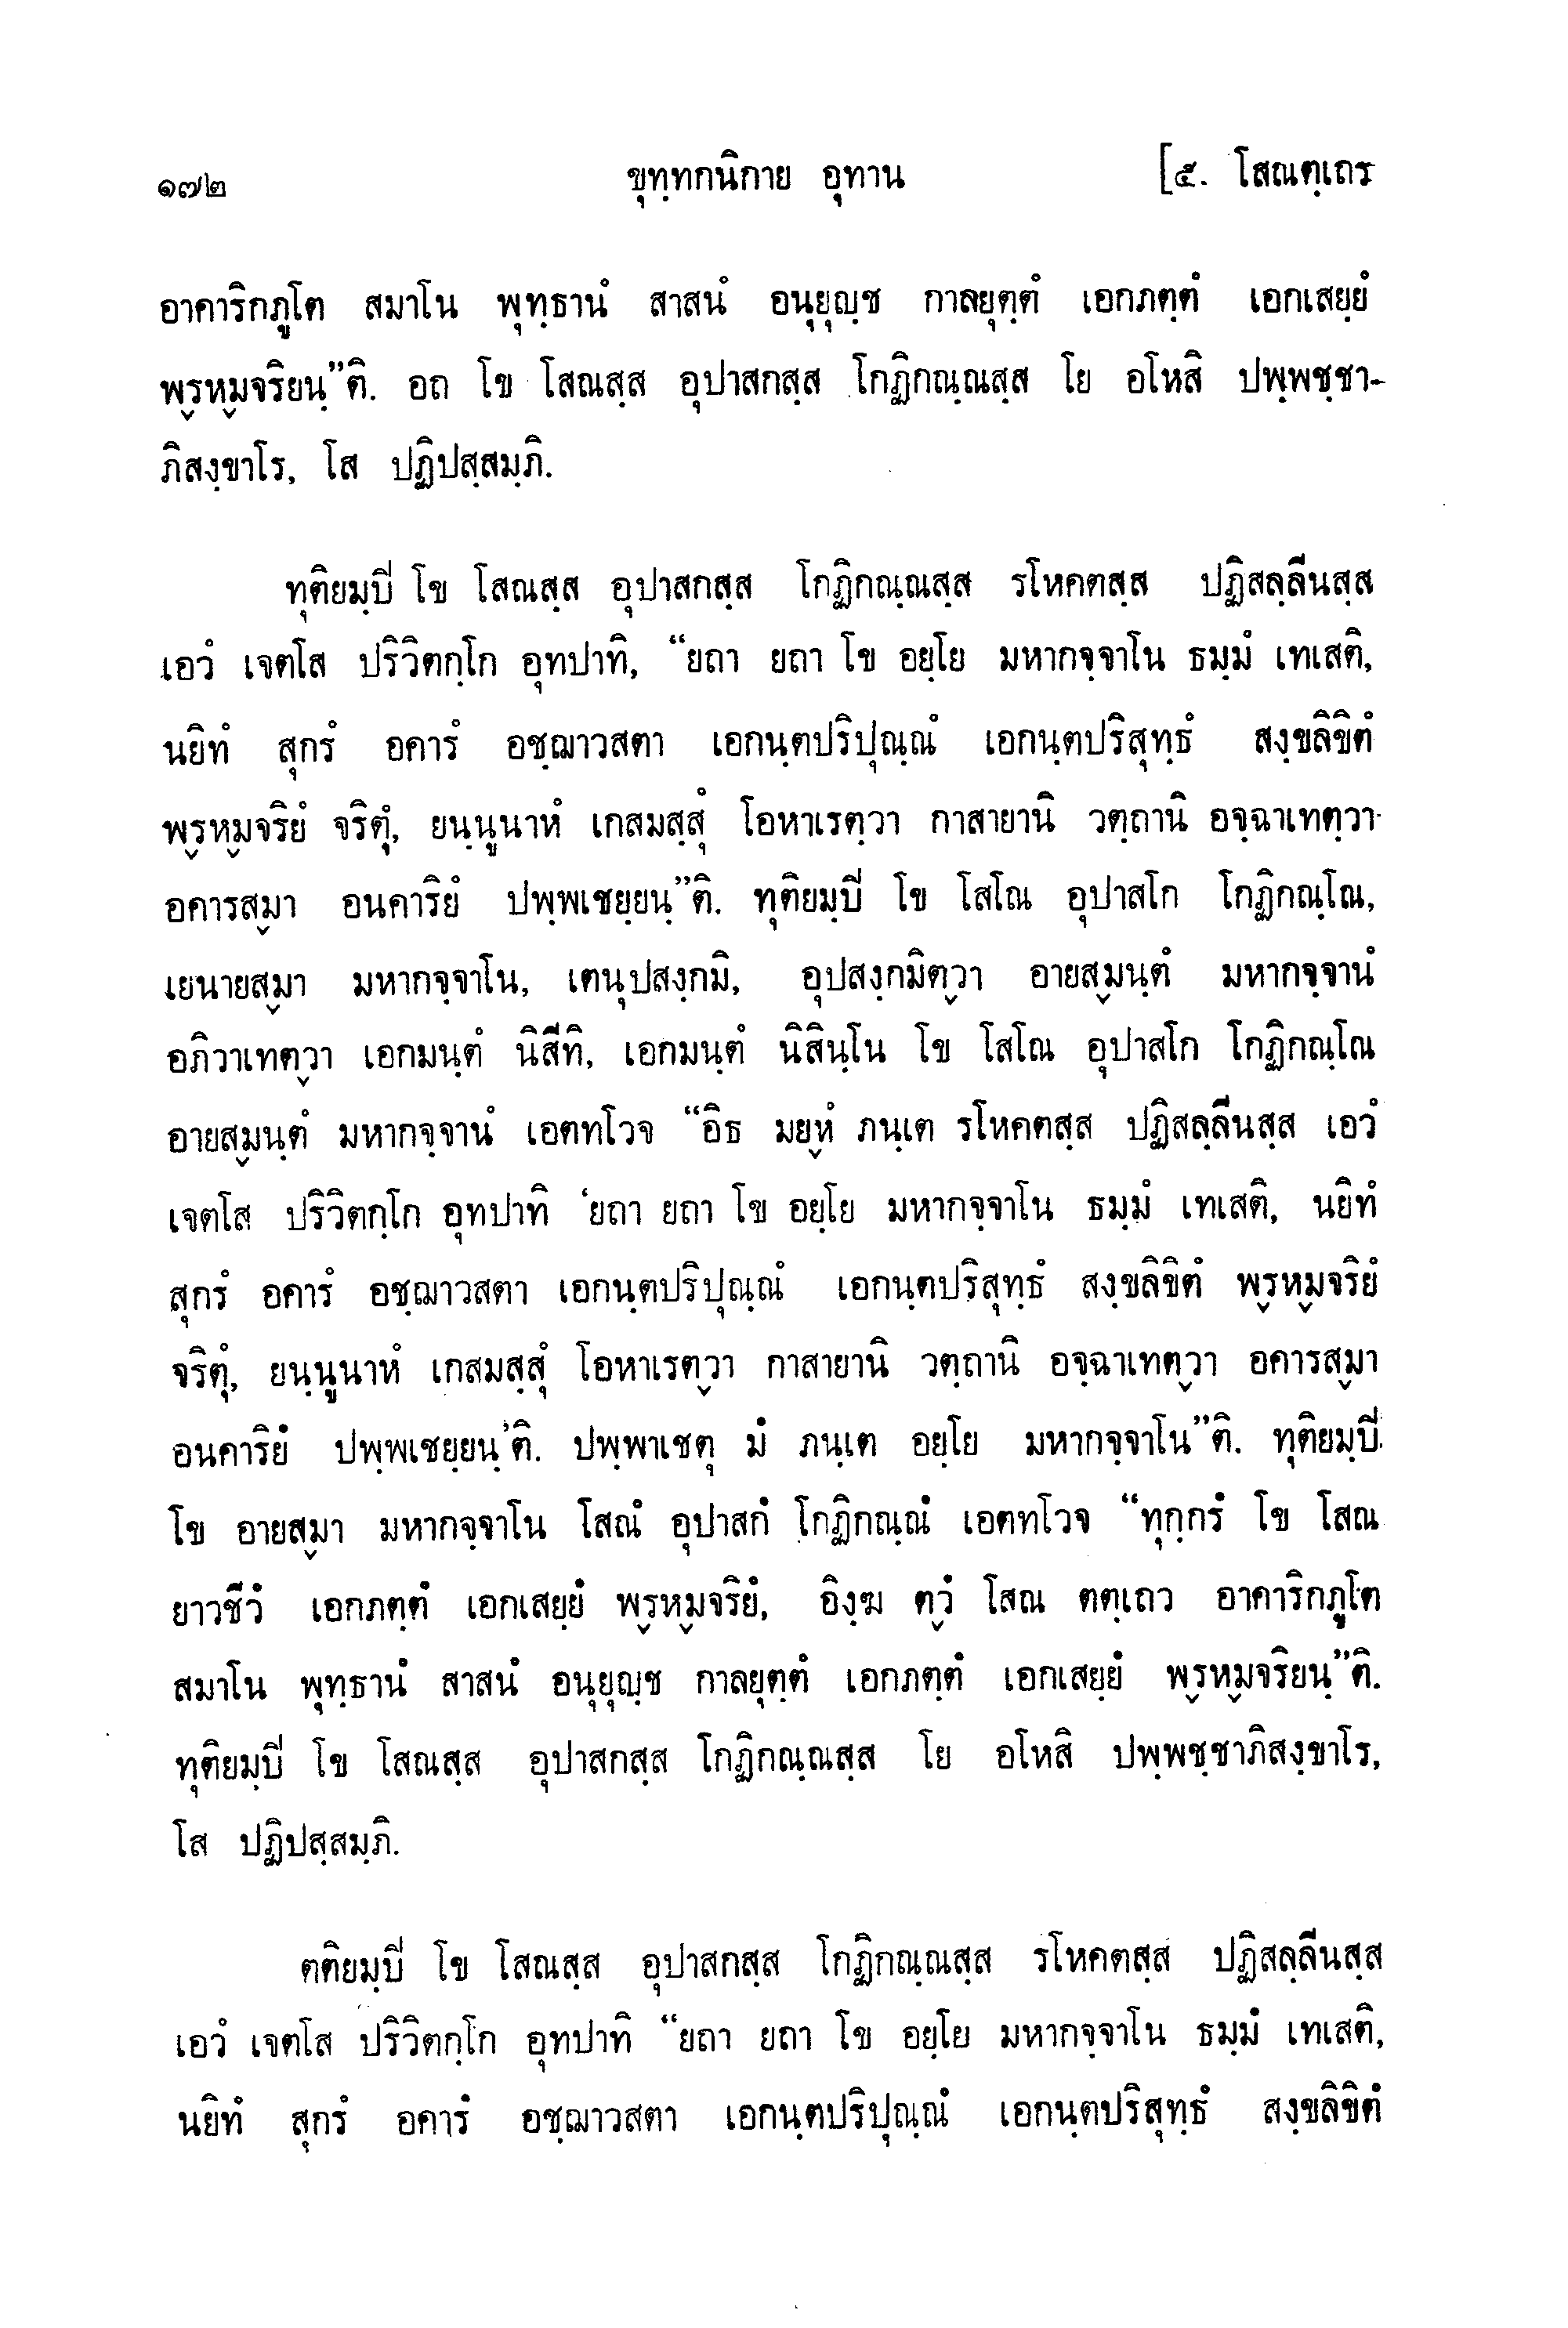 ๑๗๒ ขุทฺทกนิกาย อุทาน [๕. โสณตฺเถร
อาคาริกภูโต สมาโน พุทฺธานํ สาสนํ อนุยุญฺช กาลยุตฺตํ เอกภตฺตํ เอกเสยฺยํ
พฺรหฺมจริยนฺ”ติ. อถ โข โสณสฺส อุปาสกสฺส โกฏิกณฺณสฺส โย อโหสิ ปพฺพชฺชา-
ภิสงฺขาโร, โส ปฏิปสฺสมฺภิ.
ทุติยมฺปิ โข โสณสฺส อุปาสกสฺส โกฏิกณฺณสฺส รโหคตสฺส ปฏิสลฺลีนสฺส
เอวํ เจตโส ปริวิตกฺโก อุทปาทิ, “ยถา ยถา โข อยฺโย มหากจฺจาโน ธมฺมํ เทเสติ,
นยิทํ สุกรํ อคารํ อชฺฌาวสตา เอกนฺตปริปุณฺณํ เอกนฺตปริสุทฺธํ สงฺขลิขิตํ
พฺรหฺมจริยํ จริตุํ, ยนฺนูนาหํ เกสมสฺสุํ โอหาเรตฺวา กาสายานิ วตฺถานิ อจฺฉาเทตฺวา
อคารสฺมา อนคาริยํ ปพฺพเชยฺยนฺ”ติ. ทุติยมฺปิ โข โสโณ อุปาสโก โกฏิกณฺโณ,
เยนายสฺมา มหากจฺจาโน, เตนุปสงฺกมิ, อุปสงฺกมิตฺวา อายสฺมนฺตํ มหากจฺจานํ
อภิวาเทตฺวา เอกมนฺตํ นิสีทิ, เอกมนฺตํ นิสินฺโน โข โสโณ อุปาสโก โกฏิกณฺโณ
อายสฺมนฺตํ มหากจฺจานํ เอตทโวจ “อิธ มยฺหํ ภนฺเต รโหคตสฺส ปฏิสลฺลีนสฺส เอวํ
เจตโส ปริวิตกฺโก อุทปาทิ ‘ยถา ยถา โข อยฺโย มหากจฺจาโน ธมฺมํ เทเสติ, นยิทํ
สุกรํ อคารํ อชฺฌาวสตา เอกนฺตปริปุณฺณํ เอกนฺตปริสุทฺธํ สงฺขลิขิตํ พฺรหฺมจริยํ
จริตุํ, ยนฺนูนาหํ เกสมสฺสุํ โอหาเรตฺวา กาสายานิ วตฺถานิ อจฺฉาเทตฺวา อคารสฺมา
อนคาริยํ ปพฺพเชยฺยนฺ’ติ. ปพฺพาเชตุ มํ ภนฺเต อยฺโย มหากจฺจาโน”ติ. ทุติยมฺปิ
โข อายสฺมา มหากจฺจาโน โสณํ อุปาสกํ โกฏิกณฺณํ เอตทโวจ “ทุกฺกรํ โข โสณ
ยาวชีวํ เอกภตฺตํ เอกเสยฺยํ พฺรหฺมจริยํ, อิงฺฆ ตฺวํ โสณ ตตฺเถว อาคาริกภูโต
สมาโน พุทฺธานํ สาสนํ อนุยุญฺช กาลยุตฺตํ เอกภตฺตํ เอกเสยฺยํ พฺรหฺมจริยนฺ”ติ.
ทุติยมฺปิ โข โสณสฺส อุปาสกสฺส โกฏิกณฺณสฺส โย อโหสิ ปพฺพชฺชาภิสงฺขาโร,
โส ปฏิปสฺสมฺภิ.
ตติยมฺปิ โข โสณสฺส อุปาสกสฺส โกฏิกณฺณสฺส รโหคตสฺส ปฏิสลฺลีนสฺส
เอวํ เจตโส ปริวิตกฺโก อุทปาทิ “ยถา ยถา โข อยฺโย มหากจฺจาโน ธมฺมํ เทเสติ,
นยิทํ สุกรํ อคารํ อชฺฌาวสตา เอกนฺตปริปุณฺณํ เอกนฺตปริสุทฺธํ สงฺขลิขิตํ